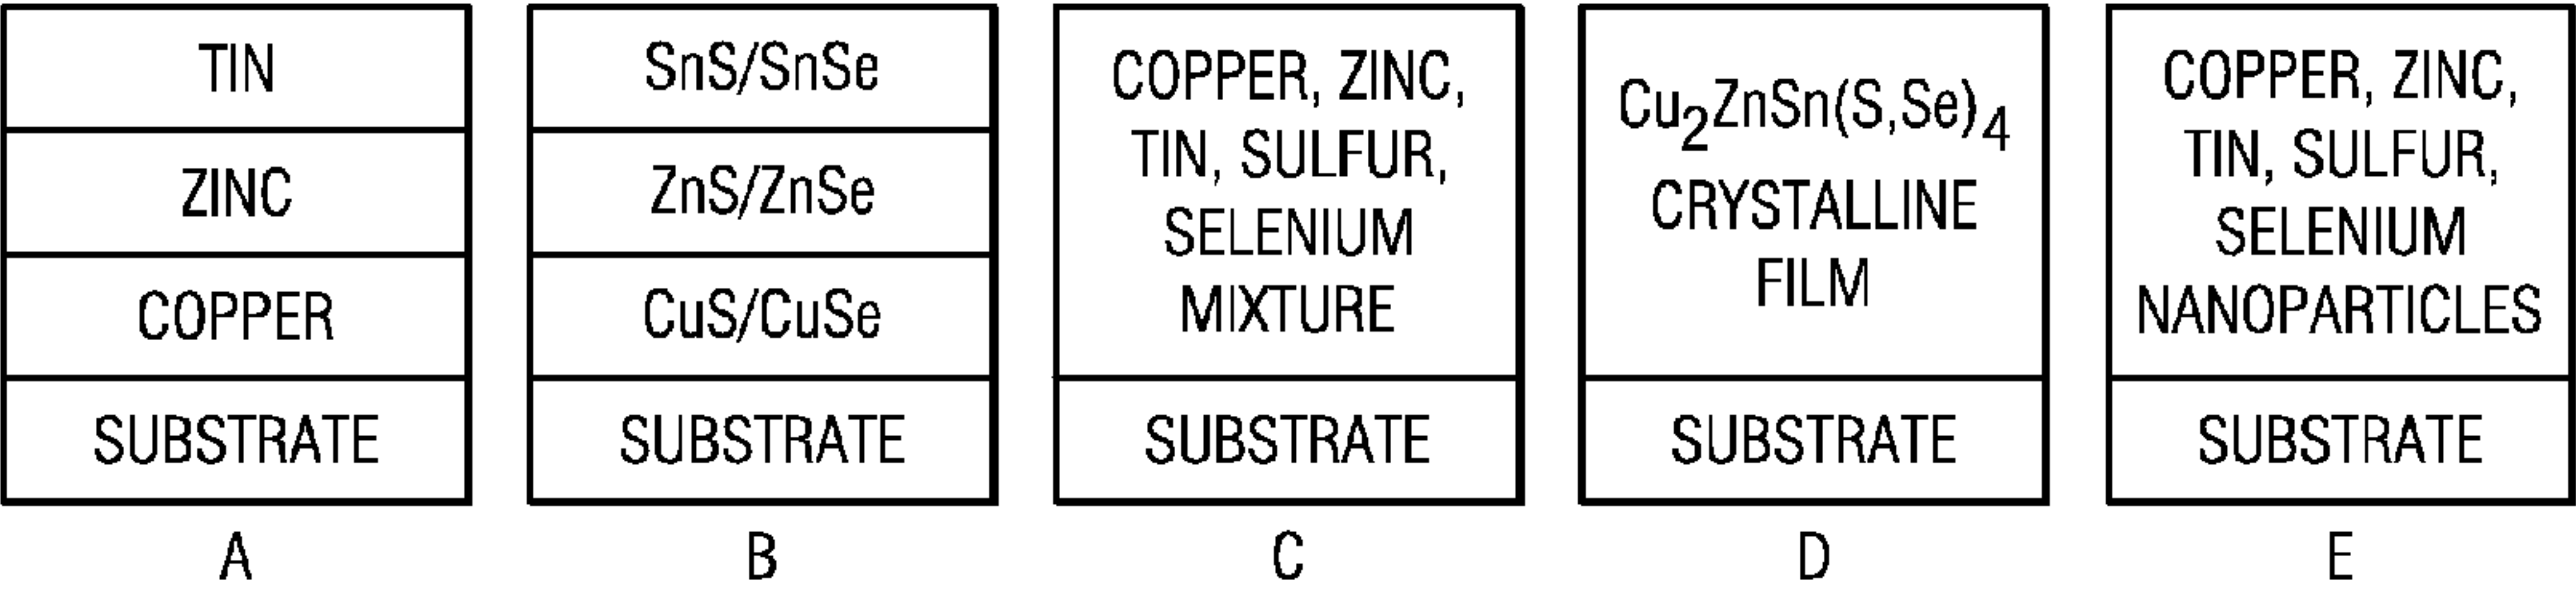 TIN
ZINC
COPPER
SUBSTRATE
A
SnS/SnSe
ZnS/ZnSe
CuS/CuSe
SUBSTRATE
B
COPPER, ZINC,
TIN, SULFUR,
SELENIUM
MIXTURE
SUBSTRATE
C
Cu2ZnSn(S,Se)4
CRYSTALLINE
FILM
SUBSTRATE
D
COPPER, ZINC,
TIN, SULFUR,
SELENIUM
NANOPARTICLES
SUBSTRATE
E